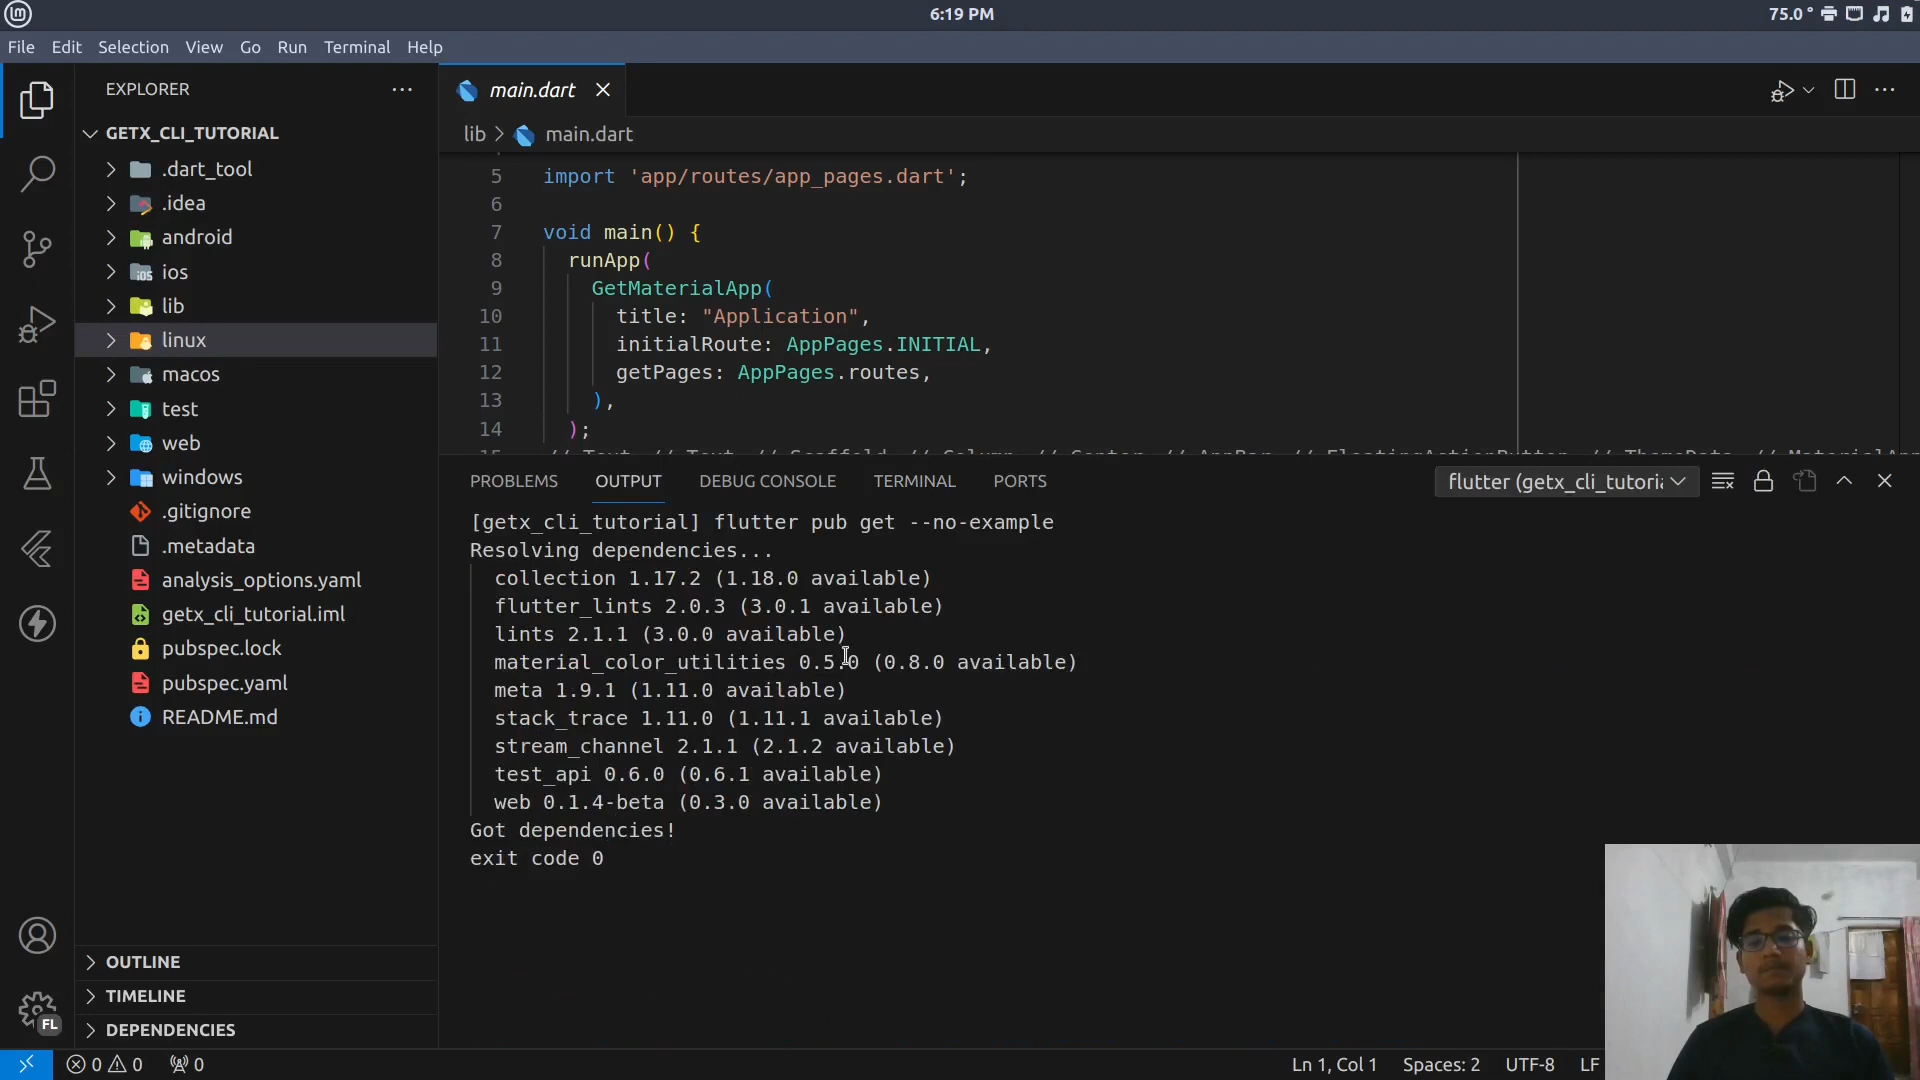 6:19 PM
75.0 °
File Edit Selection View Go Run Terminal Help
EXPLORER
GETX_CLI_TUTORIAL
.dart_tool
.idea
android
ios
lib
linux
macos
test
web
windows
.gitignore
.metadata
analysis_options.yaml
getx_cli_tutorial.iml
pubspec.lock
pubspec.yaml
README.md
OUTLINE
TIMELINE
DEPENDENCIES
main.dart
lib > main.dart
5 import 'app/routes/app_pages.dart';
6
7 void main() {
8 runApp(
9 GetMaterialApp(
10 title: "Application",
11 initialRoute: AppPages.INITIAL,
12 getPages: AppPages.routes,
13 ),
14 );
PROBLEMS OUTPUT DEBUG CONSOLE TERMINAL PORTS
flutter (getx_cli_tutoria
[getx_cli_tutorial] flutter pub get --no-example
Resolving dependencies...
collection 1.17.2 (1.18.0 available)
flutter_lints 2.0.3 (3.0.1 available)
lints 2.1.1 (3.0.0 available)
material_color_utilities 0.5.0 (0.8.0 available)
meta 1.9.1 (1.11.0 available)
stack_trace 1.11.0 (1.11.1 available)
stream_channel 2.1.1 (2.1.2 available)
test_api 0.6.0 (0.6.1 available)
web 0.1.4-beta (0.3.0 available)
Got dependencies!
exit code 0
FL
0 0 0
Ln 1, Col 1 Spaces: 2 UTF-8 LF